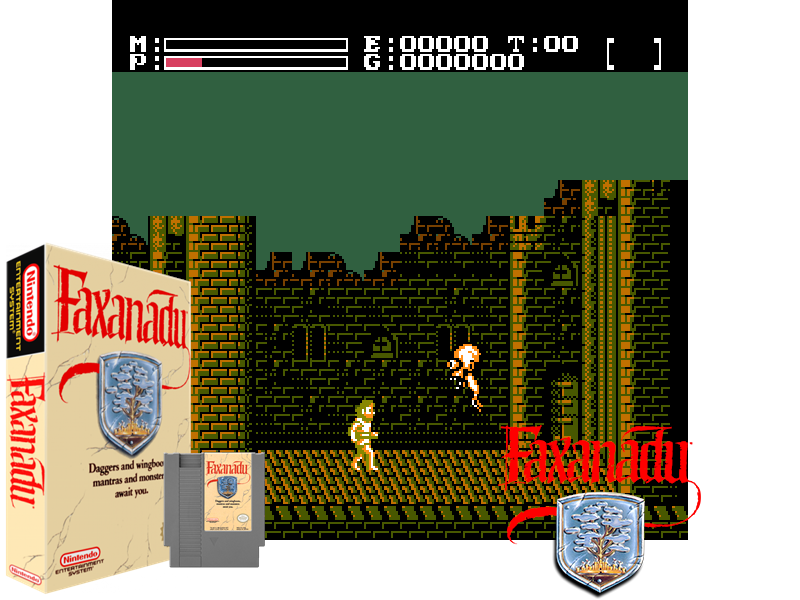 M: E:00000 T:00 [ ]
P: G:0000000
Nintendo
ENTERTAINMENT
SYSTEM
Faxanadu
Faxanadu
Daggers and wingboo
mantras and monster
await you.
Nintendo
Nintendo
ENTERTAINMENT
SYSTEM
Faxanadu
Faxanadu